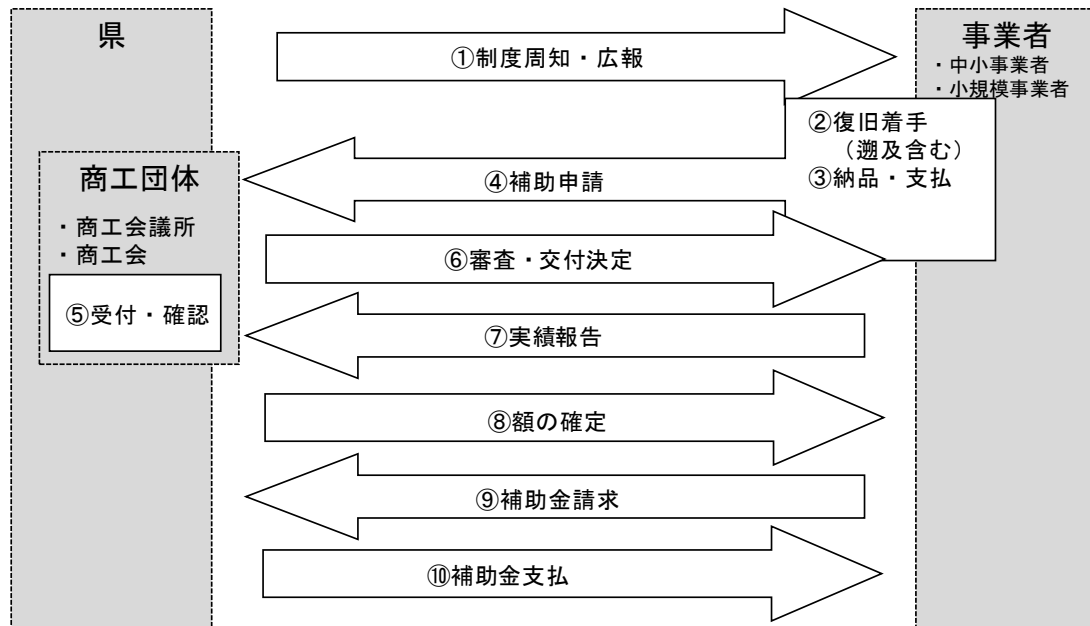 県
事業者
・中小事業者
・小規模事業者
①制度周知・広報
②復旧着手
（遡及含む）
③納品・支払
商工団体
・商工会議所
・商工会
④補助申請
⑤受付・確認
⑥審査・交付決定
⑦実績報告
⑧額の確定
⑨補助金請求
⑩補助金支払